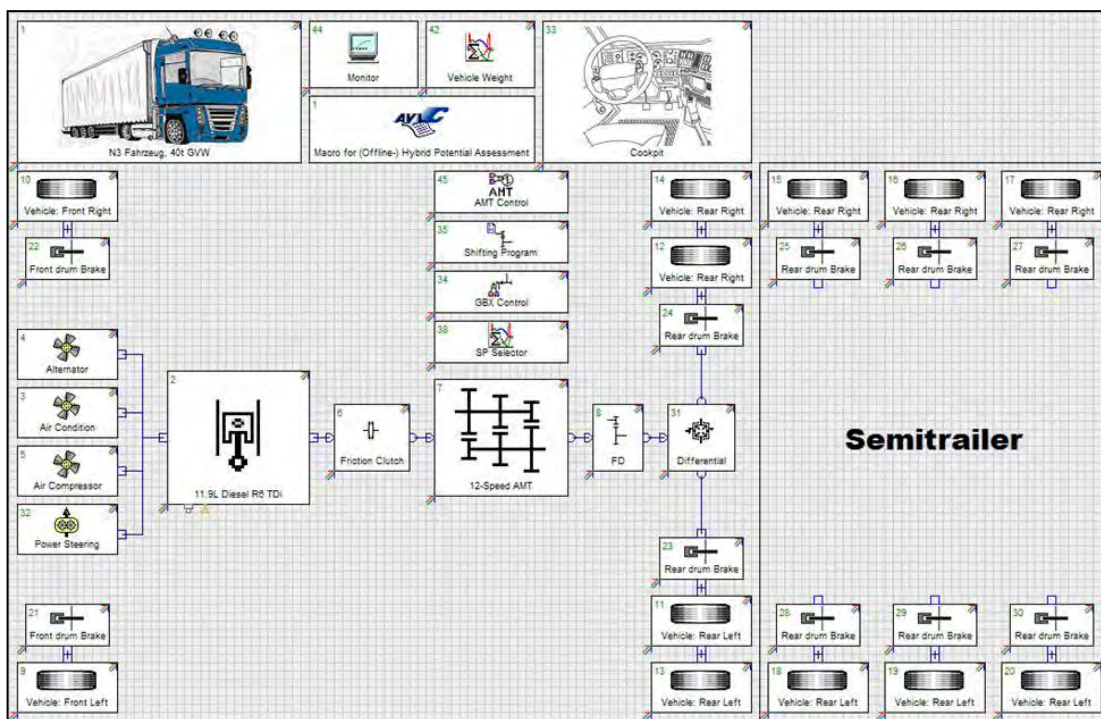 1
N3 Fahrzeug, 40t GVW
44
Monitor
42
Vehicle Weight
33
Cockpit
1
AVL C
Macro for (Offline-) Hybrid Potential Assessment
10
Vehicle: Front Right
22
Front drum Brake
45
AMT
AMT Control
35
Shifting Program
34
GBX Control
38
SP Selector
14
Vehicle: Rear Right
12
Vehicle: Rear Right
24
Rear drum Brake
15
Vehicle: Rear Right
16
Vehicle: Rear Right
17
Vehicle: Rear Right
25
Rear drum Brake
26
Rear drum Brake
27
Rear drum Brake
4
Alternator
3
Air Condition
5
Air Compressor
32
Power Steering
2
11.9L Diesel R6 TDi
6
Friction Clutch
7
12-Speed AMT
8
FD
31
Differential
Semitrailer
21
Front drum Brake
9
Vehicle: Front Left
23
Rear drum Brake
11
Vehicle: Rear Left
13
Vehicle: Rear Left
28
Rear drum Brake
29
Rear drum Brake
30
Rear drum Brake
18
Vehicle: Rear Left
19
Vehicle: Rear Left
20
Vehicle: Rear Left